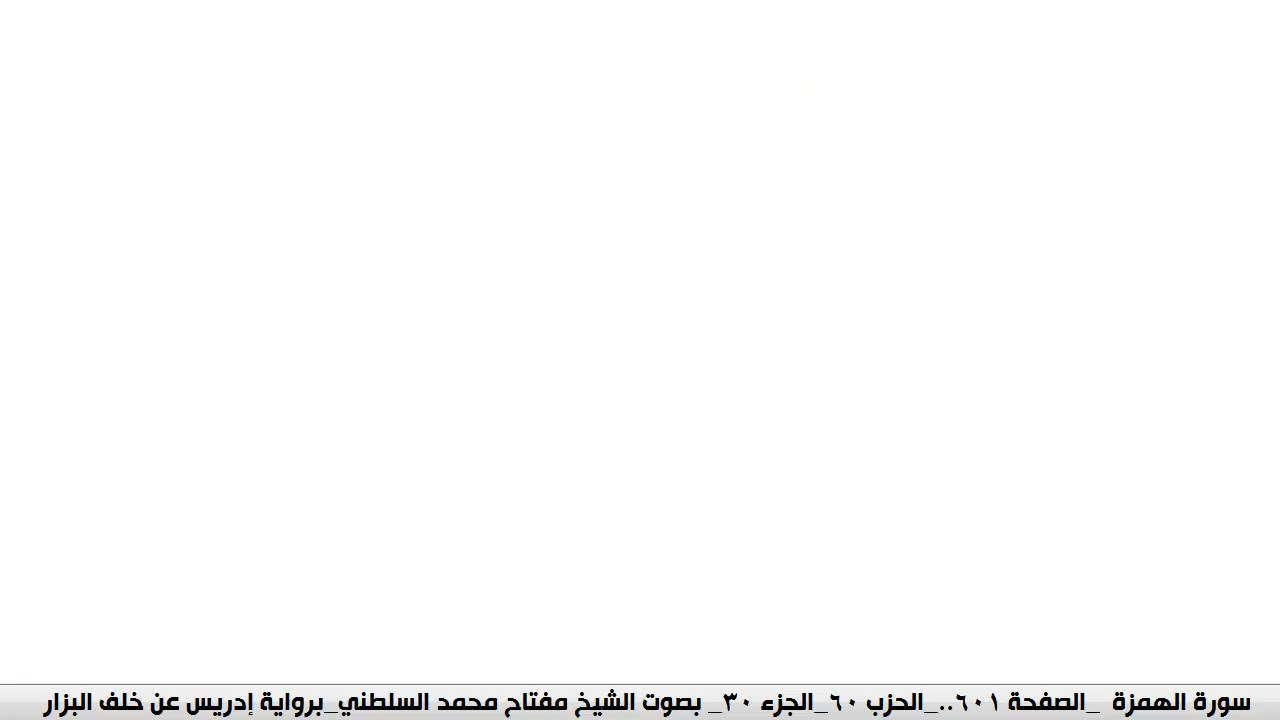 سورة الهمزة _الصفحة ٦٠١.._الحزب ٦٠_الجزء ٣٠_ بصوت الشيخ مفتاح محمد السلطني_برواية إدريس عن خلف البزار